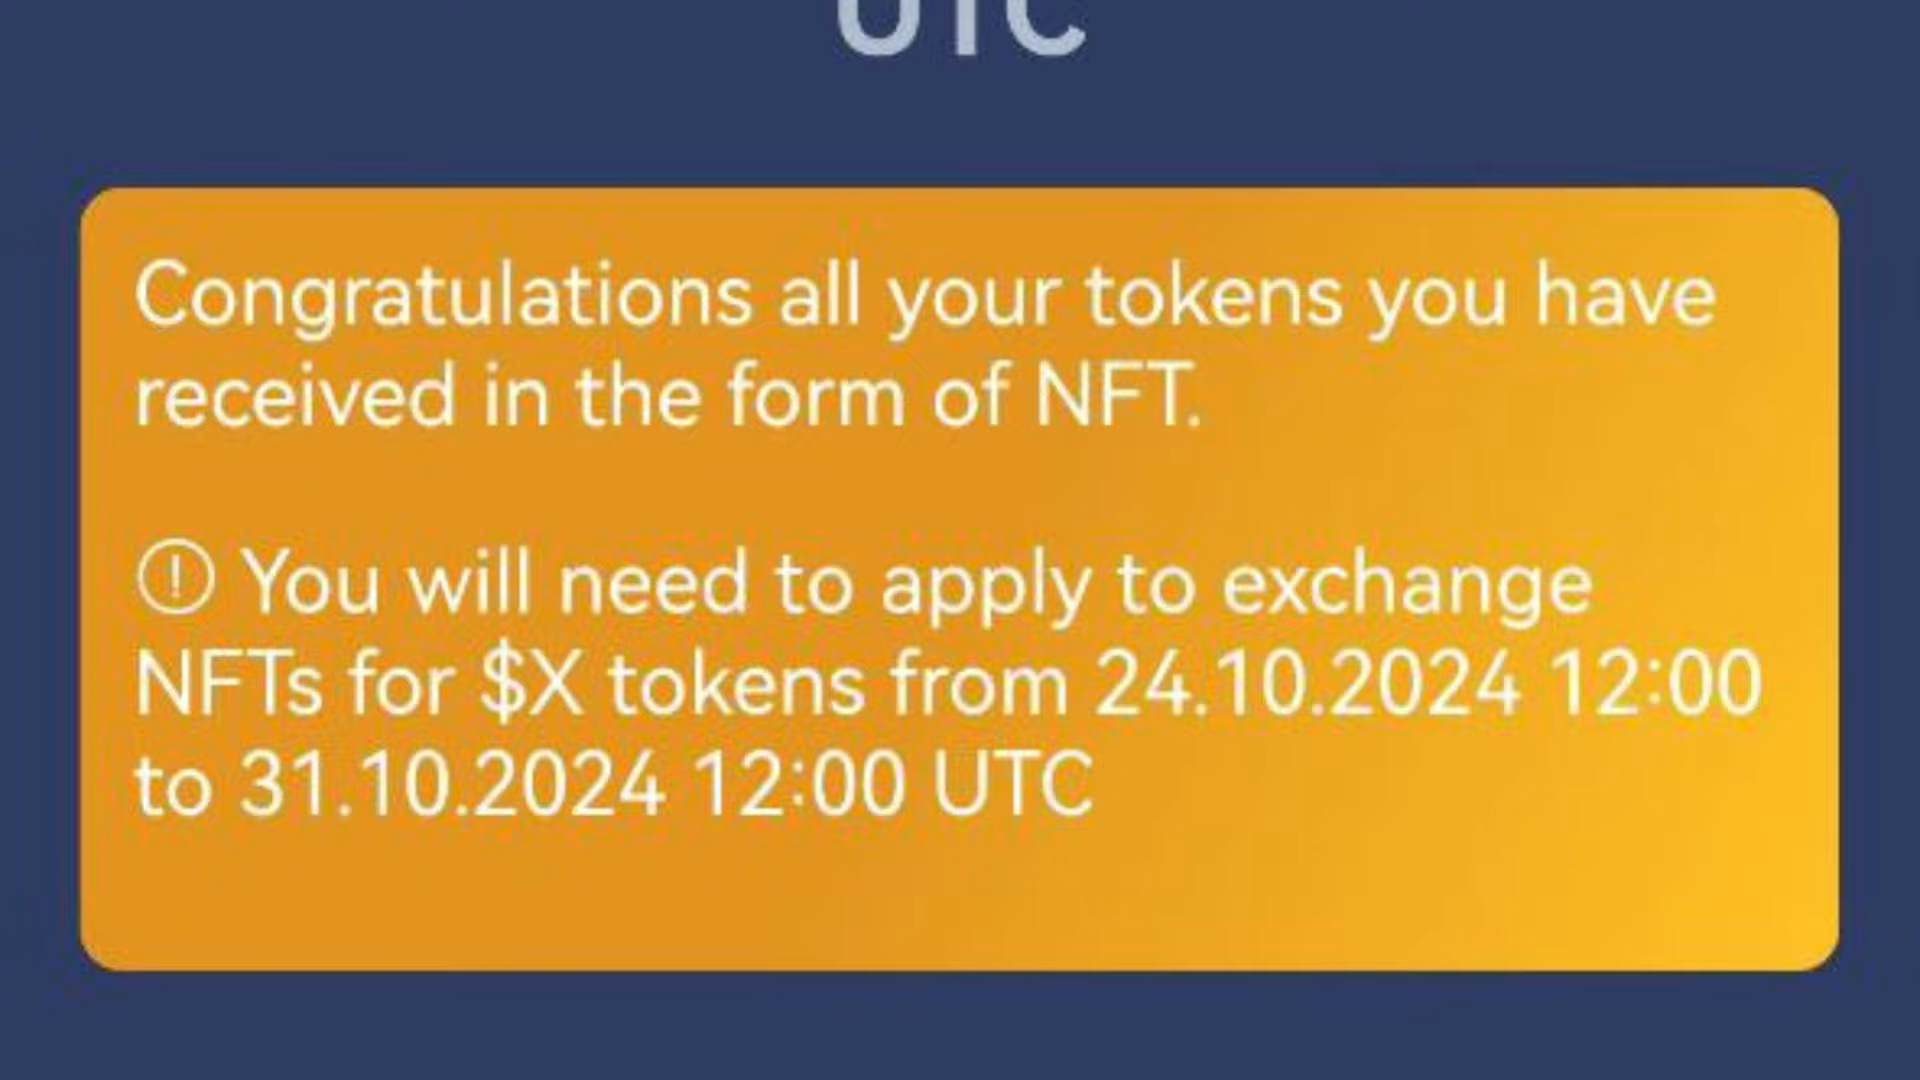 UTC
Congratulations all your tokens you have
received in the form of NFT.
! You will need to apply to exchange
NFTs for $X tokens from 24.10.2024 12:00
to 31.10.2024 12:00 UTC